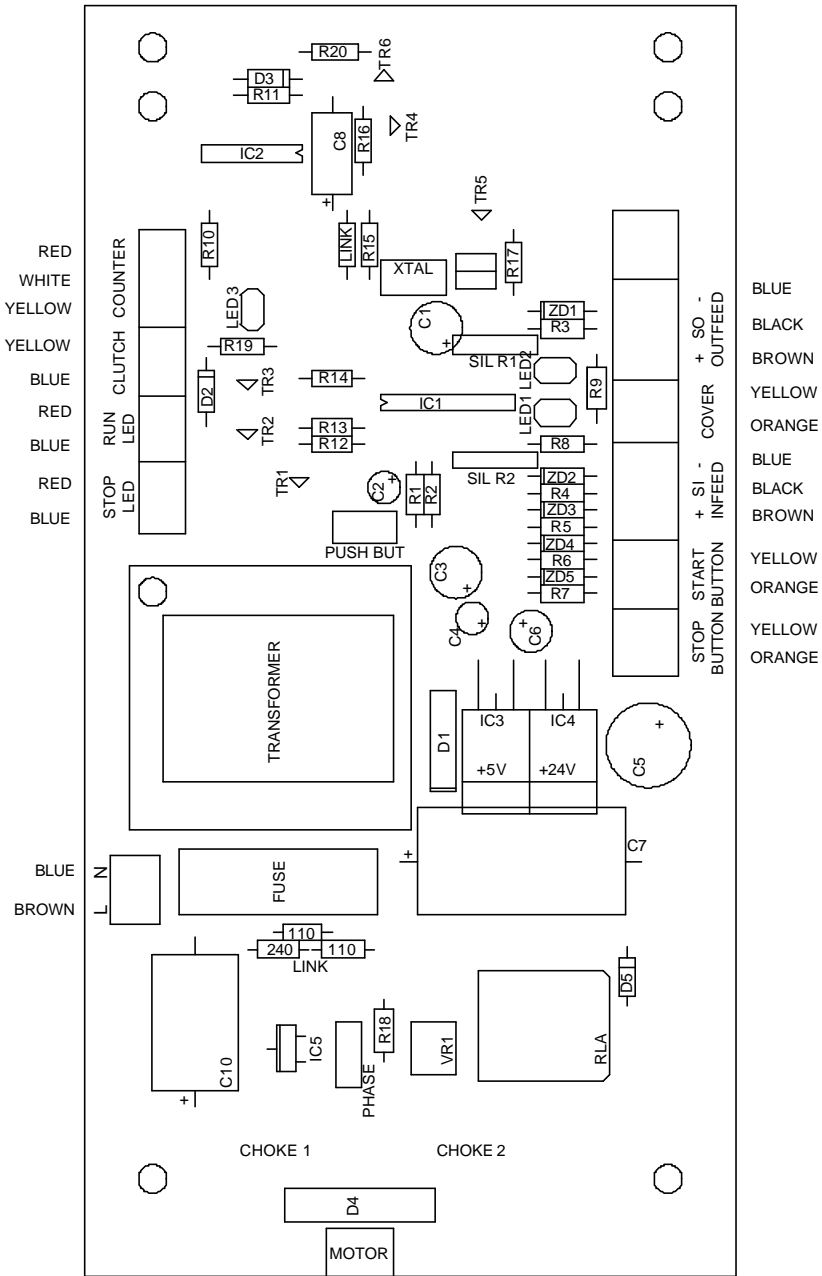 R20
TR6
D3
R11
TR4
C8
R16
IC2
+
TR5
RED
WHITE
YELLOW
COUNTER
R10
LINK
R15
XTAL
R17
LED3
C1
+
ZD1
R3
+ SO -
OUTFEED
BLUE
BLACK
BROWN
YELLOW
BLUE
CLUTCH
R19
SIL R1
LED2
D2
TR3
R14
R9
COVER
YELLOW
ORANGE
RED
BLUE
RUN
LED
TR2
R13
R12
IC1
LED1
R8
RED
BLUE
STOP
LED
TR1
C2
+
R1
R2
SIL R2
ZD2
R4
ZD3
R5
+ SI -
INFEED
BLUE
BLACK
BROWN
PUSH BUT
ZD4
R6
ZD5
R7
START
BUTTON
YELLOW
ORANGE
C3
+
C4
+
C6
+
STOP
BUTTON
YELLOW
ORANGE
TRANSFORMER
D1
IC3
IC4
+5V
+24V
C5
+
BLUE
BROWN
N
L
FUSE
+
C7
110
240
110
LINK
D5
C10
+
IC5
PHASE
R18
VR1
RLA
CHOKE 1
CHOKE 2
D4
MOTOR